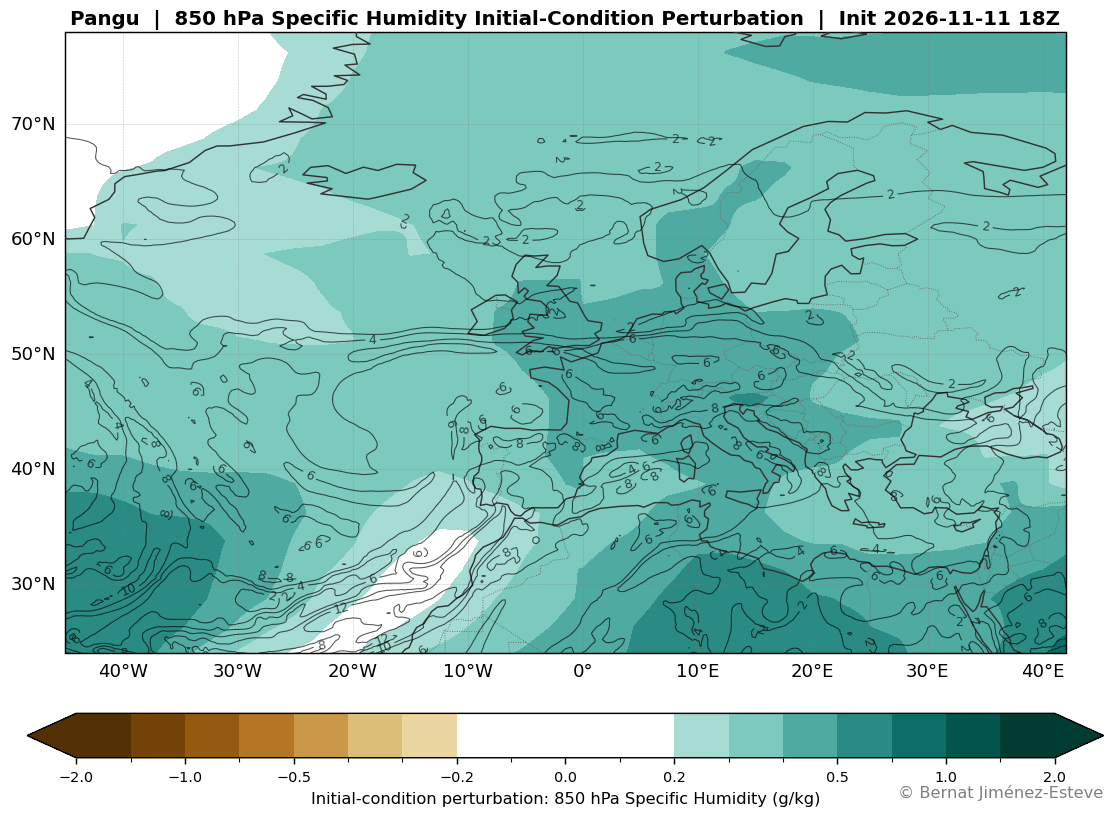 Pangu | 850 hPa Specific Humidity Initial-Condition Perturbation | Init 2026-11-11 18Z
70°N
60°N
50°N
40°N
30°N
40°W 30°W 20°W 10°W 0° 10°E 20°E 30°E 40°E
−2.0 −1.0 −0.5 −0.2 0.0 0.2 0.5 1.0 2.0
Initial-condition perturbation: 850 hPa Specific Humidity (g/kg)
© Bernat Jiménez-Esteve